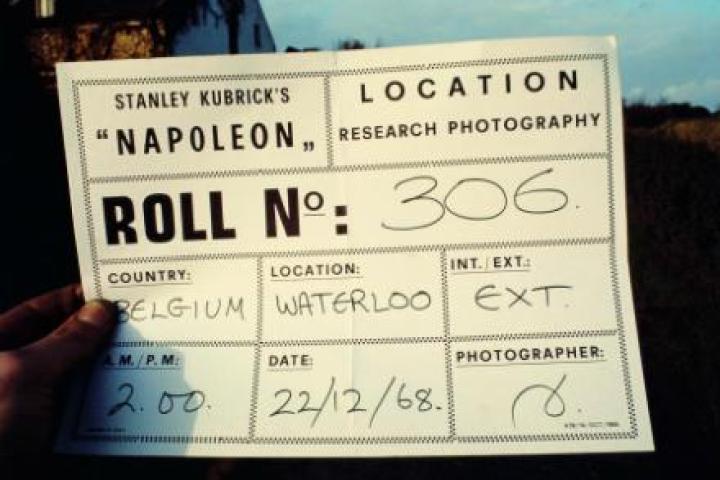 STANLEY KUBRICK'S
"NAPOLEON„
LOCATION
RESEARCH PHOTOGRAPHY
ROLL Nº: 306.
COUNTRY:
BELGIUM
LOCATION:
WATERLOO
INT./EXT.:
EXT.
A.M./P.M:
2.00.
DATE:
22/12/68.
PHOTOGRAPHER: